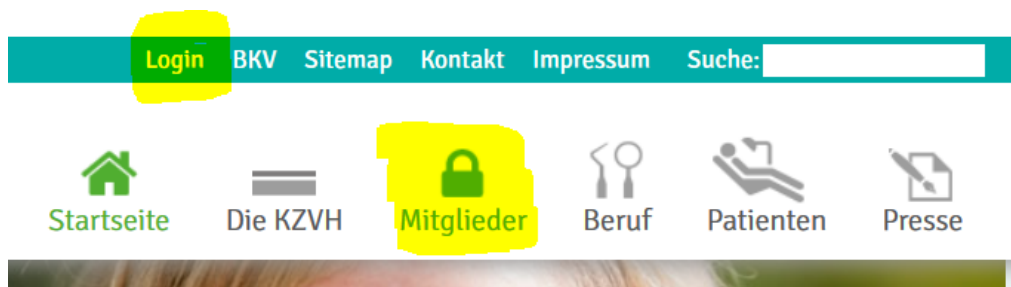 Login BKV Sitemap Kontakt Impressum Suche:
Startseite Die KZVH Mitglieder Beruf Patienten Presse